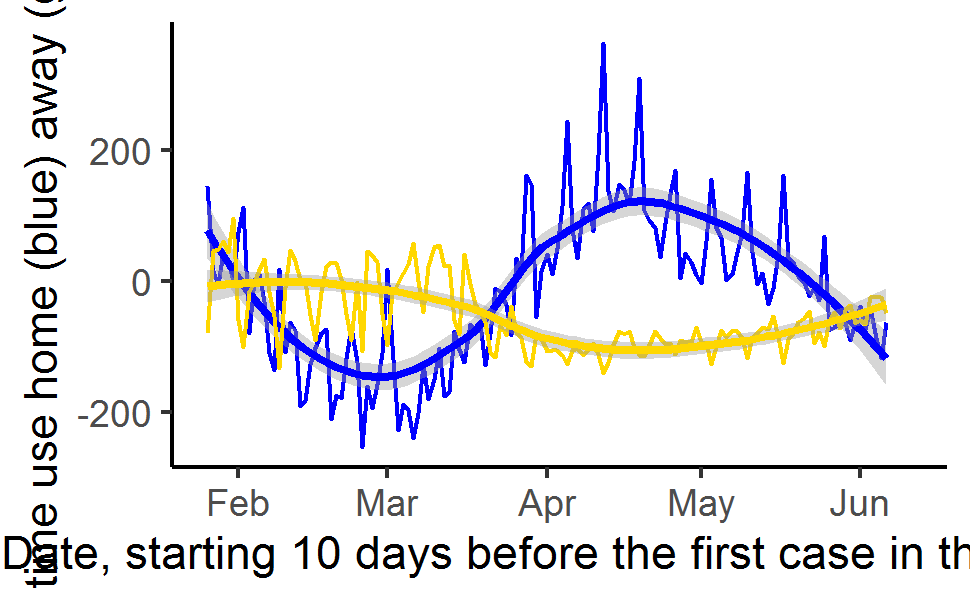 time use home (blue) away (
200
0
-200
Feb Mar Apr May Jun
Date, starting 10 days before the first case in th